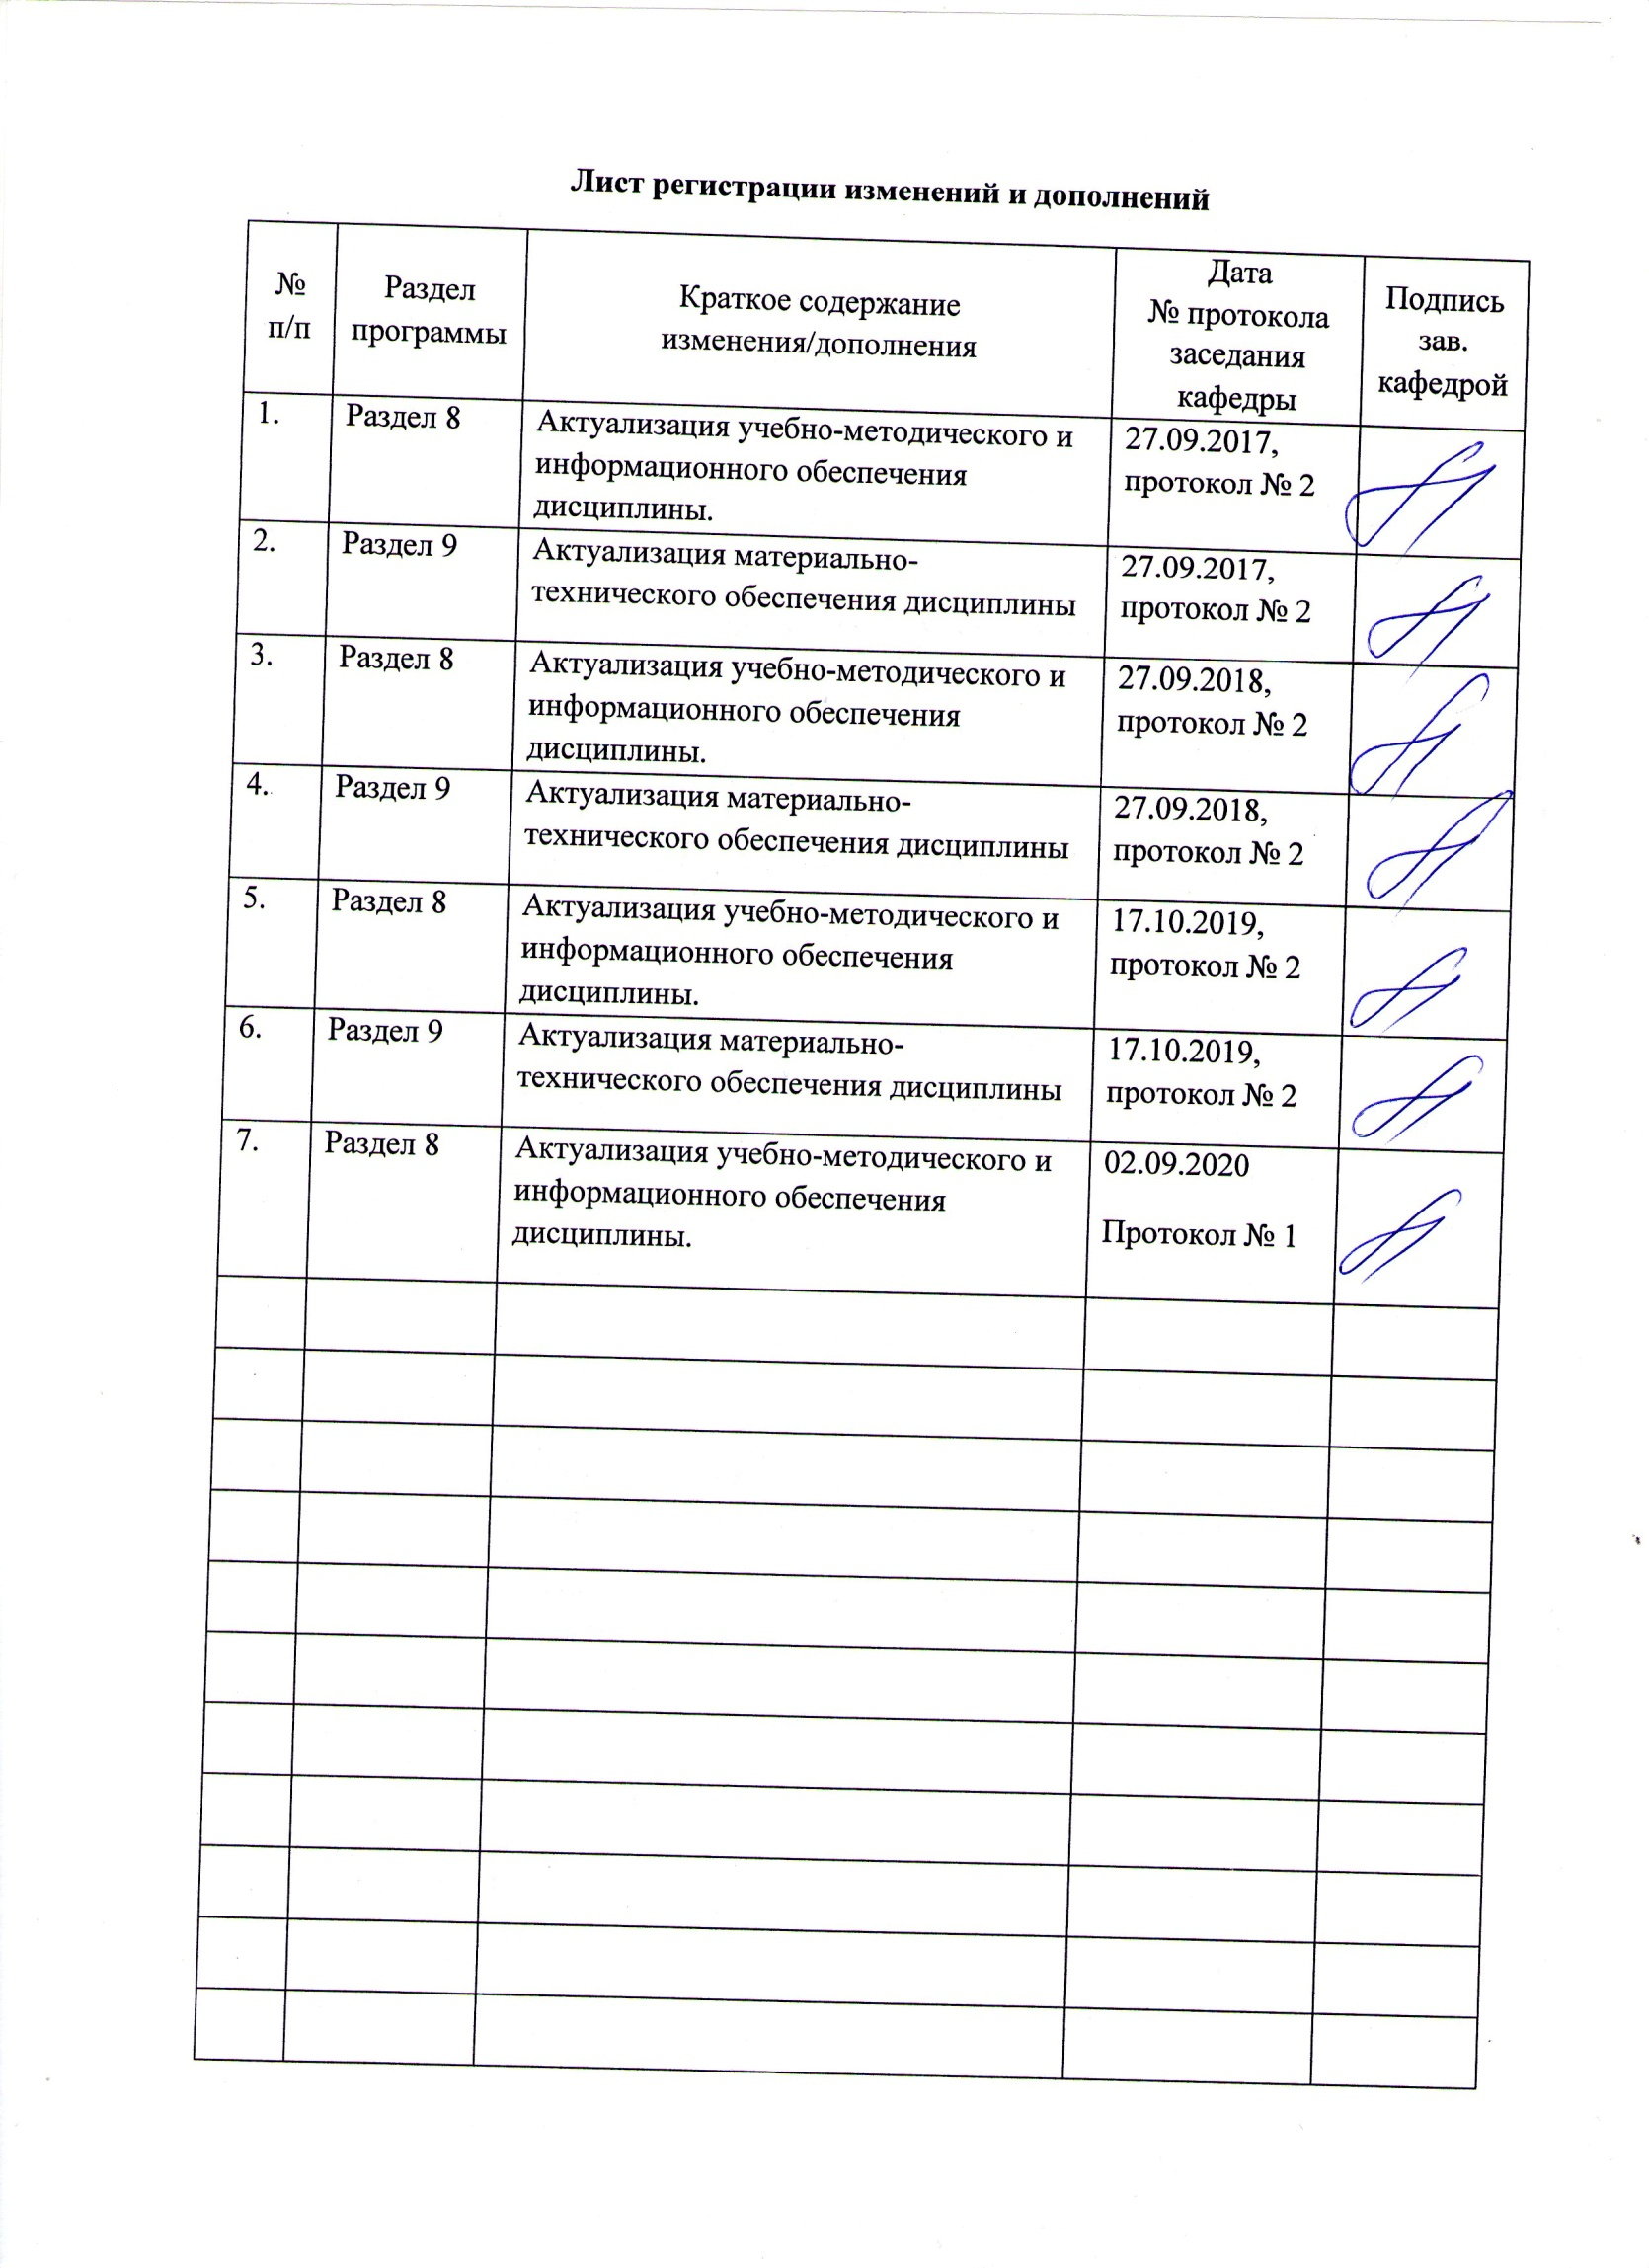 Лист регистрации изменений и дополнений
№
п/п
Раздел
программы
Краткое содержание
изменения/дополнения
Дата
№ протокола
заседания
кафедры
Подпись
зав.
кафедрой
1.
Раздел 8
Актуализация учебно-методического и
информационного обеспечения
дисциплины.
27.09.2017,
протокол № 2
2.
Раздел 9
Актуализация материально-
технического обеспечения дисциплины
27.09.2017,
протокол № 2
3.
Раздел 8
Актуализация учебно-методического и
информационного обеспечения
дисциплины.
27.09.2018,
протокол № 2
4.
Раздел 9
Актуализация материально-
технического обеспечения дисциплины
27.09.2018,
протокол № 2
5.
Раздел 8
Актуализация учебно-методического и
информационного обеспечения
дисциплины.
17.10.2019,
протокол № 2
6.
Раздел 9
Актуализация материально-
технического обеспечения дисциплины
17.10.2019,
протокол № 2
7.
Раздел 8
Актуализация учебно-методического и
информационного обеспечения
дисциплины.
02.09.2020
Протокол № 1